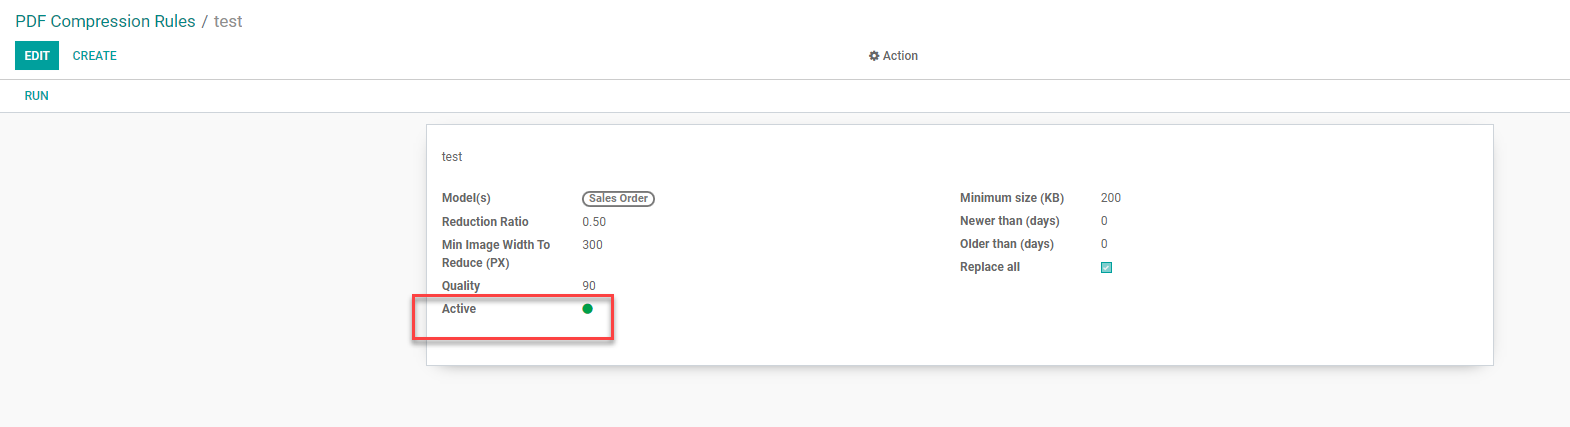 PDF Compression Rules / test
EDIT CREATE Action
RUN
test
Model(s) Sales Order
Reduction Ratio 0.50
Min Image Width To
Reduce (PX) 300
Quality 90
Active
Minimum size (KB) 200
Newer than (days) 0
Older than (days) 0
Replace all